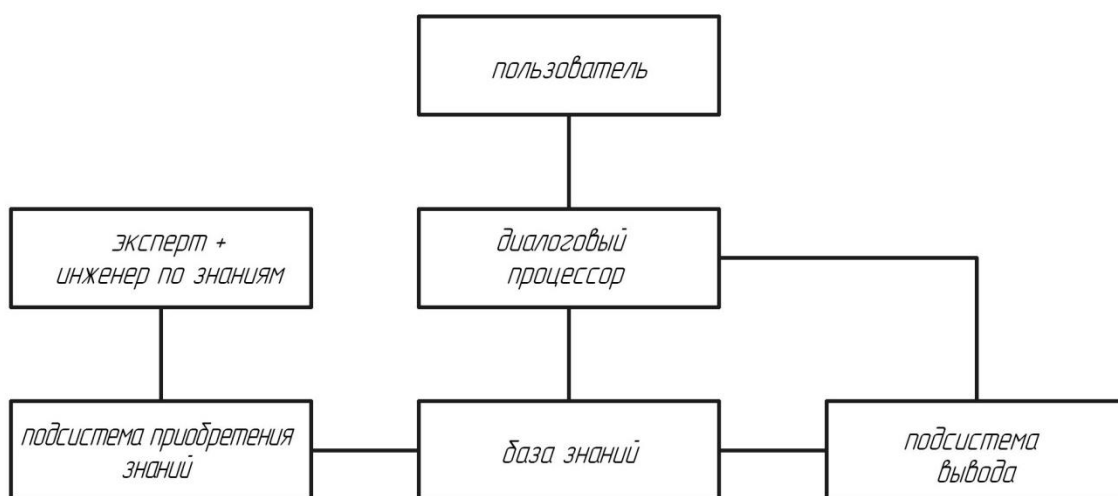 пользователь
эксперт +
инженер по знаниям
диалоговый
процессор
подсистема приобретения
знаний
база знаний
подсистема
вывода